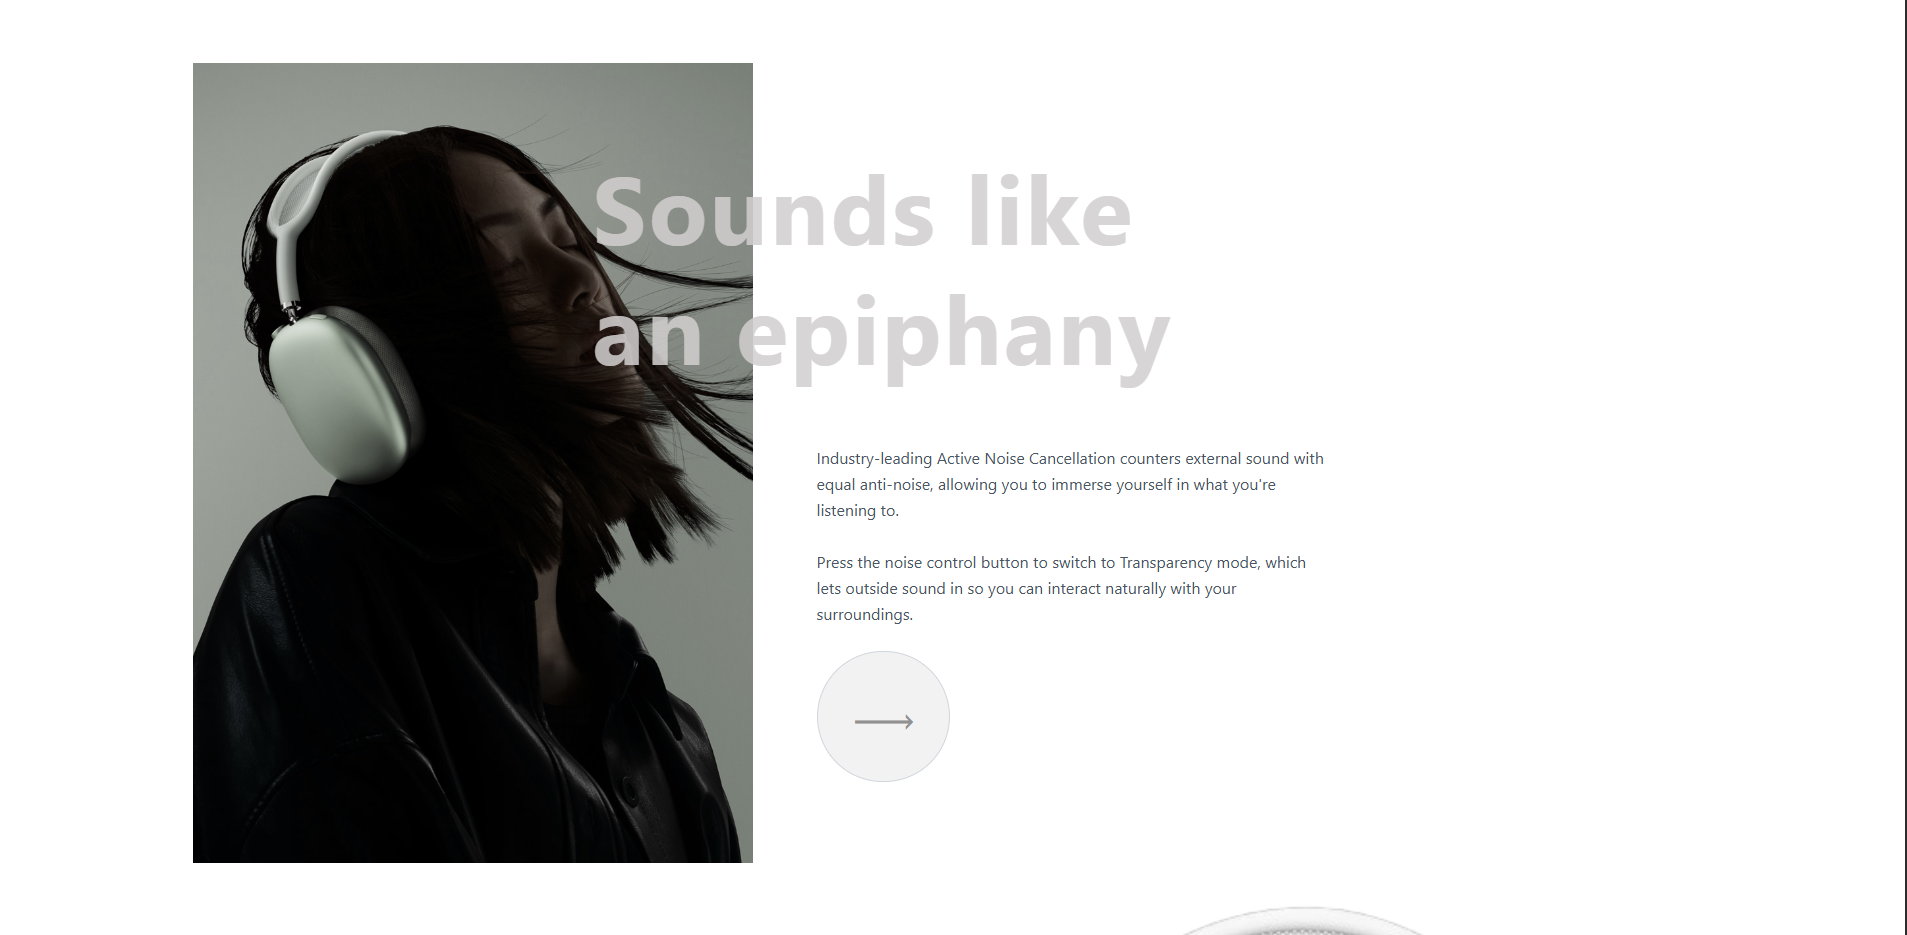 Sounds like
an epiphany
Industry-leading Active Noise Cancellation counters external sound with
equal anti-noise, allowing you to immerse yourself in what you're
listening to.
Press the noise control button to switch to Transparency mode, which
lets outside sound in so you can interact naturally with your
surroundings.